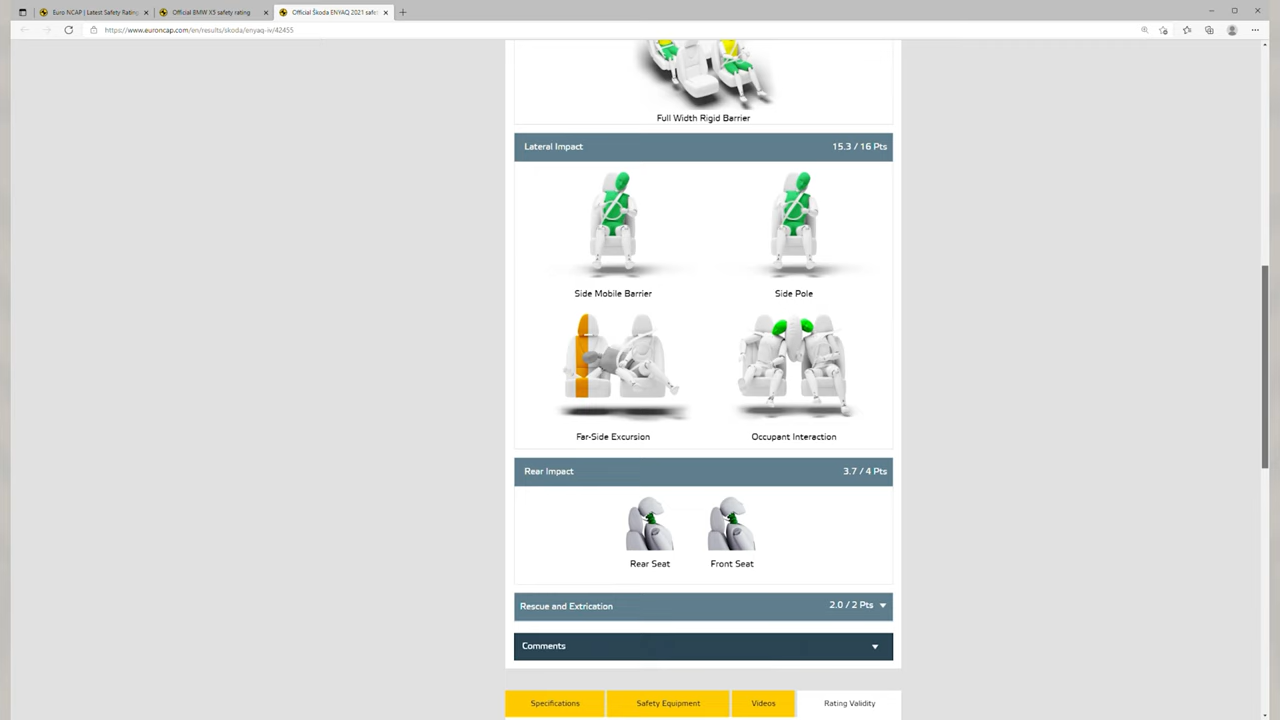 Euro NCAP | Latest Safety Rating
Official BMW X5 safety rating
Official Škoda ENYAQ 2021 safe
https://www.euroncap.com/en/results/skoda/enyaq-iv/42455
Full Width Rigid Barrier
Lateral Impact 15.3 / 16 Pts
Side Mobile Barrier
Side Pole
Far-Side Excursion
Occupant Interaction
Rear Impact 3.7 / 4 Pts
Rear Seat
Front Seat
Rescue and Extrication 2.0 / 2 Pts
Comments
Specifications
Safety Equipment
Videos
Rating Validity